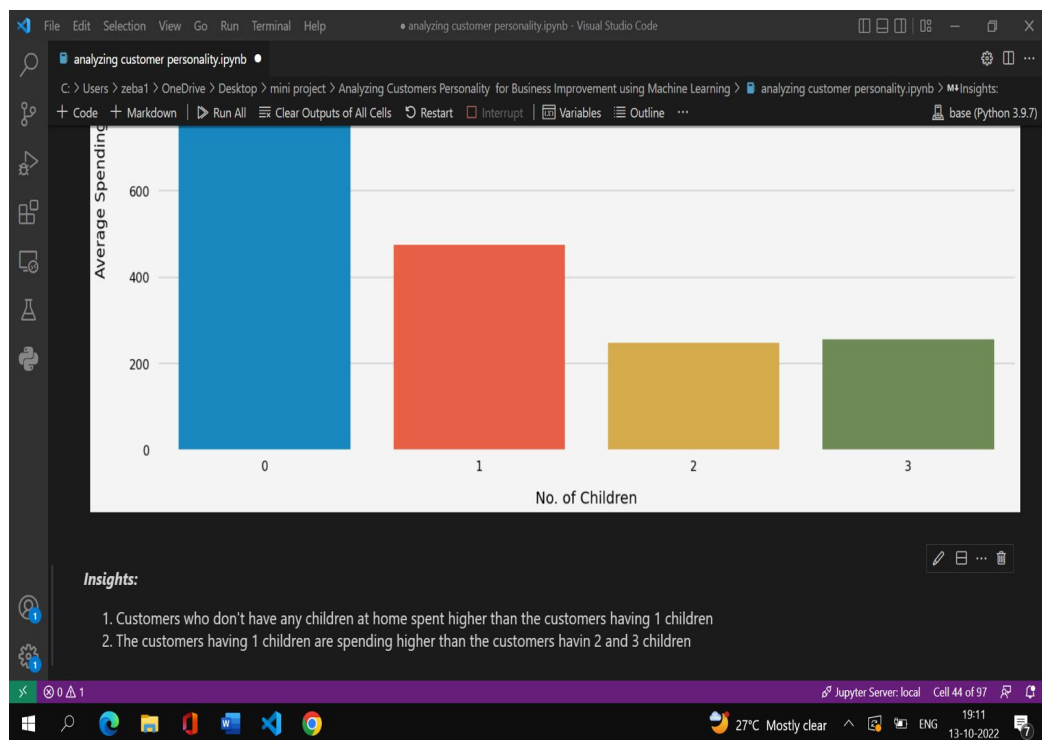 File Edit Selection View Go Run Terminal Help ● analyzing customer personality.ipynb - Visual Studio Code
analyzing customer personality.ipynb ●
C: > Users > zeba1 > OneDrive > Desktop > mini project > Analyzing Customers Personality for Business Improvement using Machine Learning > analyzing customer personality.ipynb > M↓Insights:
+ Code + Markdown | Run All Clear Outputs of All Cells Restart Interrupt | Variables Outline ··· base (Python 3.9.7)
Average Spending
600
400
200
0
0 1 2 3
No. of Children
Insights:
1. Customers who don't have any children at home spent higher than the customers having 1 children
2. The customers having 1 children are spending higher than the customers havin 2 and 3 children
1
1
0 1 Jupyter Server: local Cell 44 of 97
27°C Mostly clear ENG 19:11
13-10-2022 7